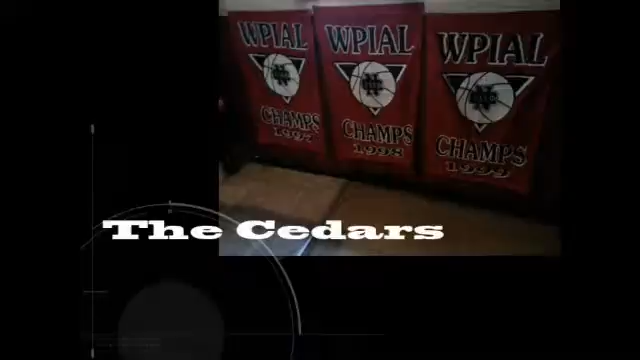 WPIAL
N
CHAMPS
1997
WPIAL
N
CHAMPS
1998
WPIAL
N
CHAMPS
1999
The Cedars